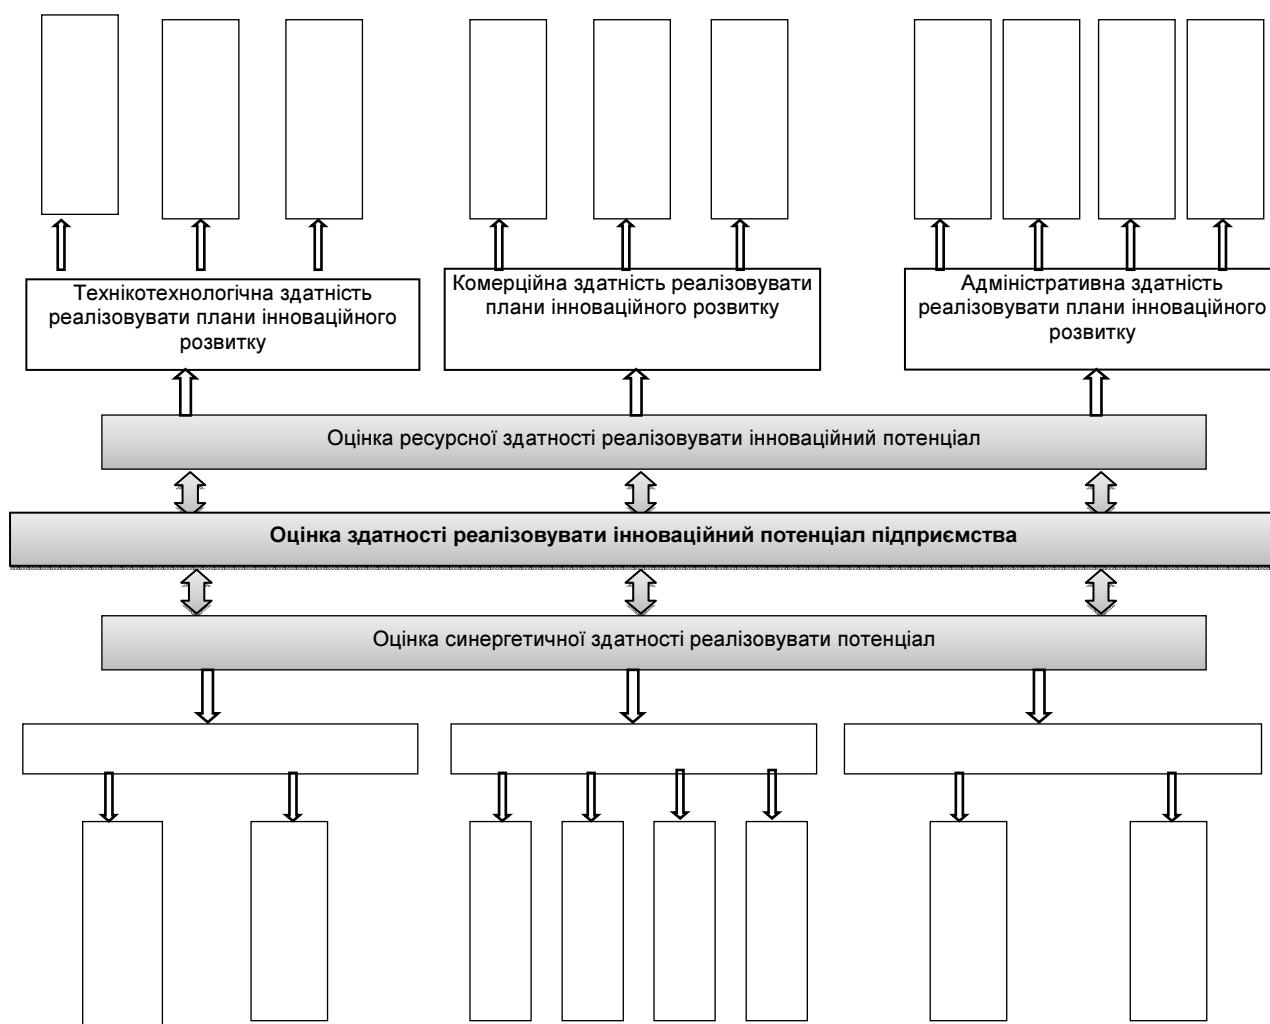 Технікотехнологічна здатність
реалізовувати плани інноваційного
розвитку
Комерційна здатність реалізовувати
плани інноваційного розвитку
Адміністративна здатність
реалізовувати плани інноваційного
розвитку
Оцінка ресурсної здатності реалізовувати інноваційний потенціал
Оцінка здатності реалізовувати інноваційний потенціал підприємства
Оцінка синергетичної здатності реалізовувати потенціал